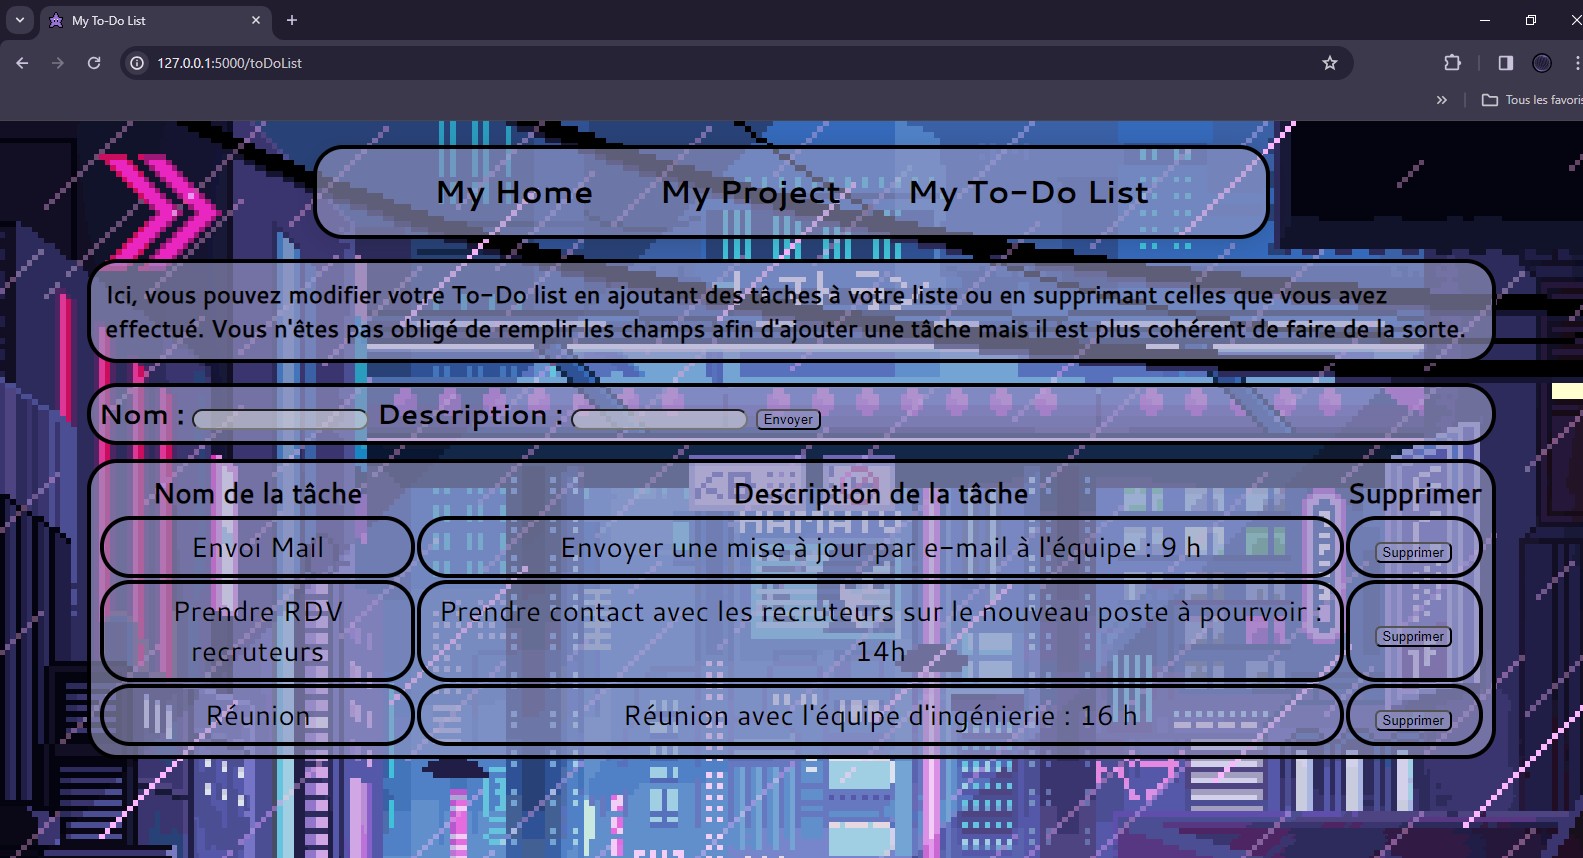 My To-Do List
127.0.0.1:5000/toDoList
Tous les favoris
My Home My Project My To-Do List
Ici, vous pouvez modifier votre To-Do list en ajoutant des tâches à votre liste ou en supprimant celles que vous avez
effectué. Vous n'êtes pas obligé de remplir les champs afin d'ajouter une tâche mais il est plus cohérent de faire de la sorte.
Nom : Description : Envoyer
Nom de la tâche Description de la tâche Supprimer
Envoi Mail Envoyer une mise à jour par e-mail à l'équipe : 9 h Supprimer
Prendre RDV Prendre contact avec les recruteurs sur le nouveau poste à pourvoir :
recruteurs 14h Supprimer
Réunion Réunion avec l'équipe d'ingénierie : 16 h Supprimer